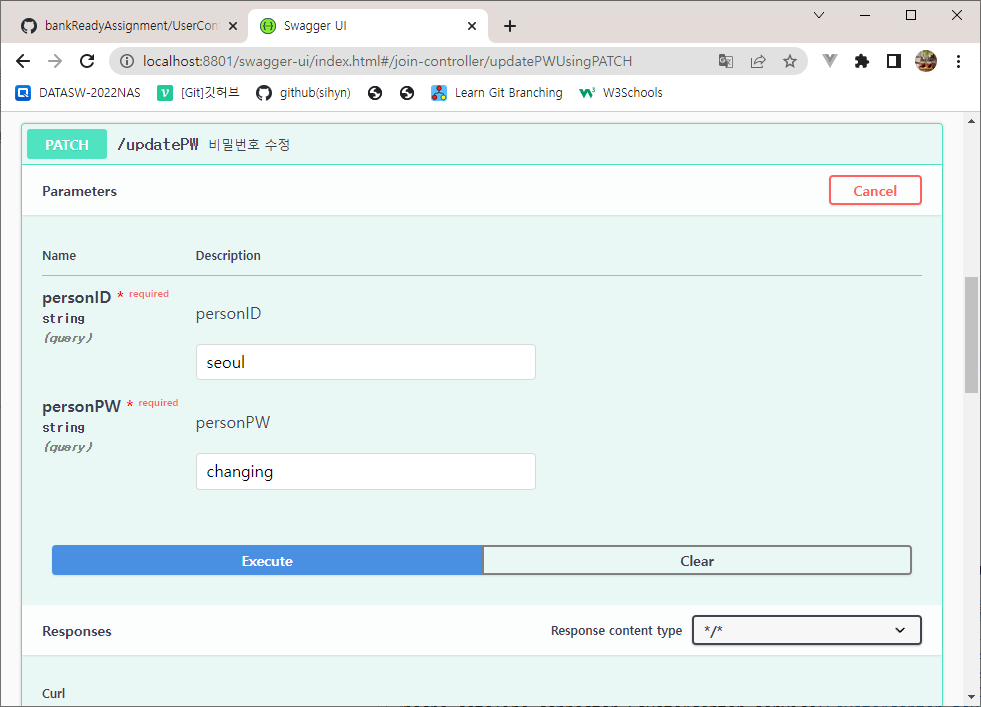 bankReadyAssignment/UserCon
Swagger UI
localhost:8801/swagger-ui/index.html#/join-controller/updatePWUsingPATCH
DATASW-2022NAS
[Git]깃허브
github(sihyn)
Learn Git Branching
W3Schools
PATCH /updatePW 비밀번호 수정
Parameters
Cancel
Name Description
personID * required
string
(query)
personID
seoul
personPW * required
string
(query)
personPW
changing
Execute Clear
Responses Response content type */*
Curl